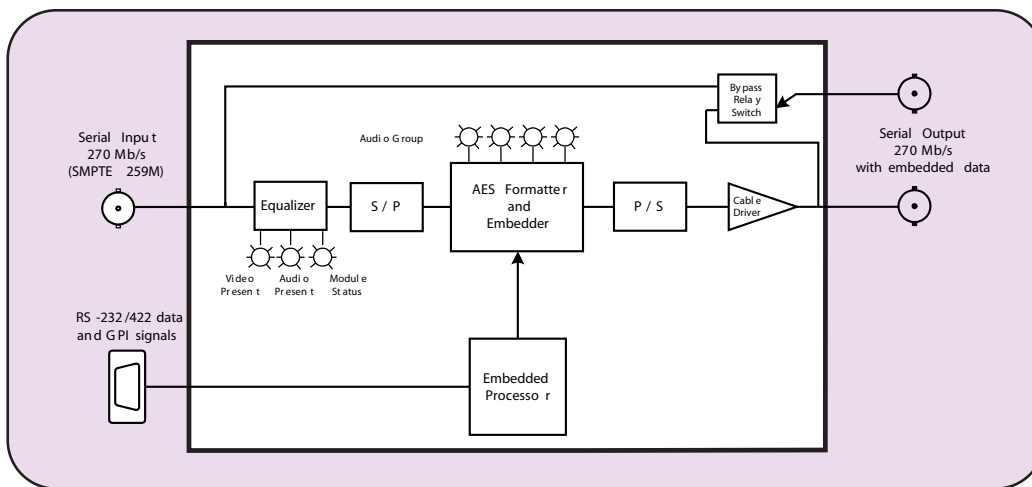 Bypass
Relay
Switch
Serial Input
270 Mb/s
(SMPTE 259M)
Audio Group
Serial Output
270 Mb/s
with embedded data
Equalizer
S / P
AES Formatter
and
Embedder
P / S
Cable
Driver
Video
Present
Audio
Present
Module
Status
RS -232/422 data
and GPI signals
Embedded
Processor